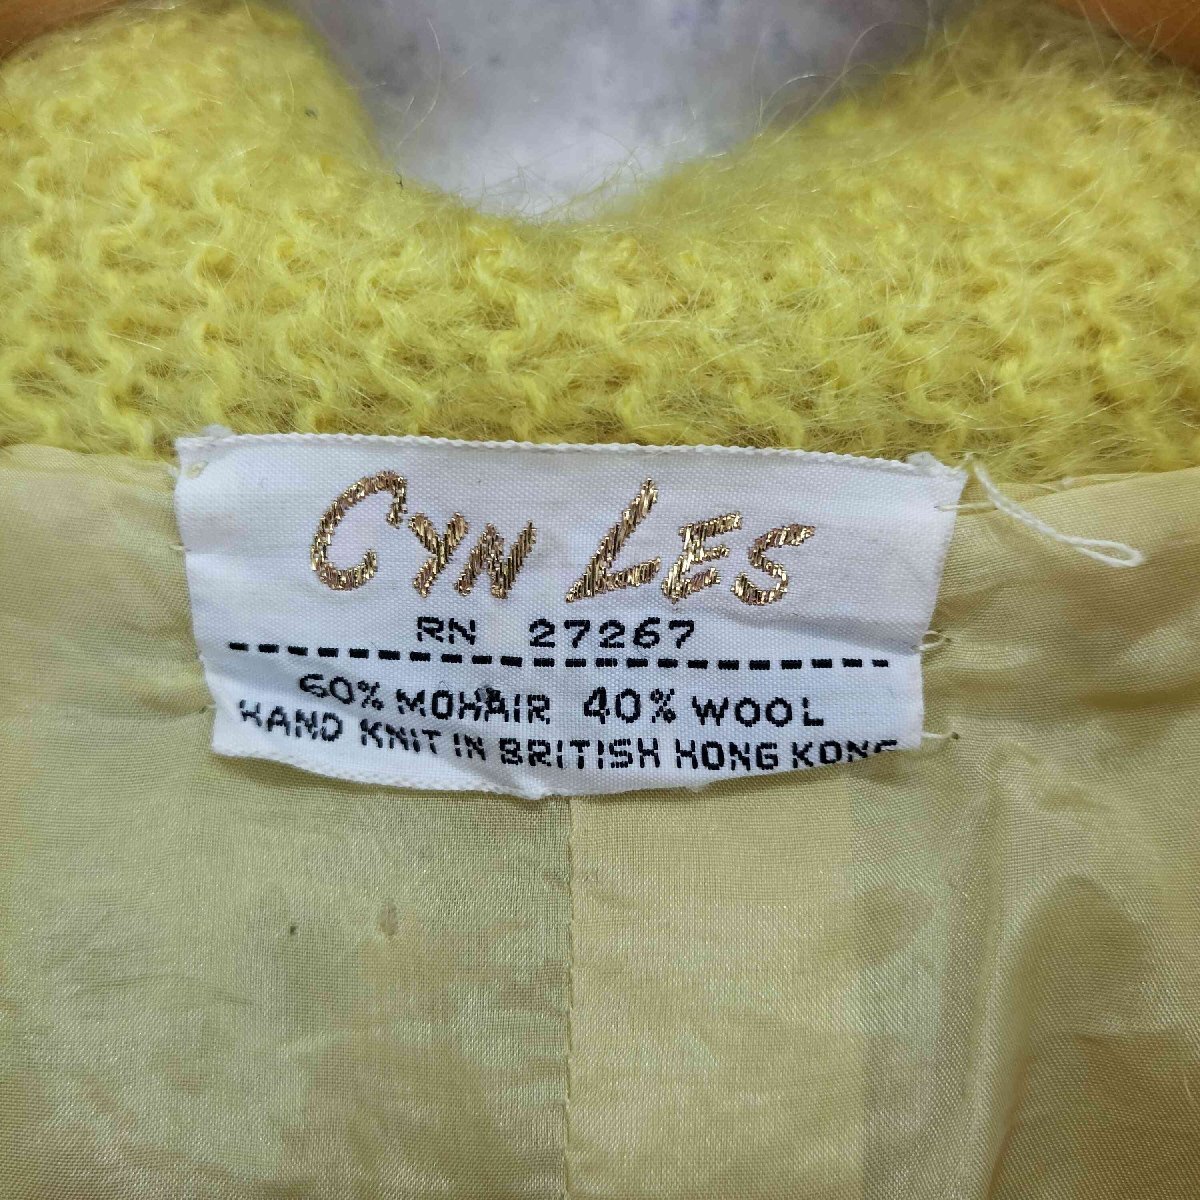 CYN LES
RN 27267
60% MOHAIR 40% WOOL
HAND KNIT IN BRITISH HONG KONG